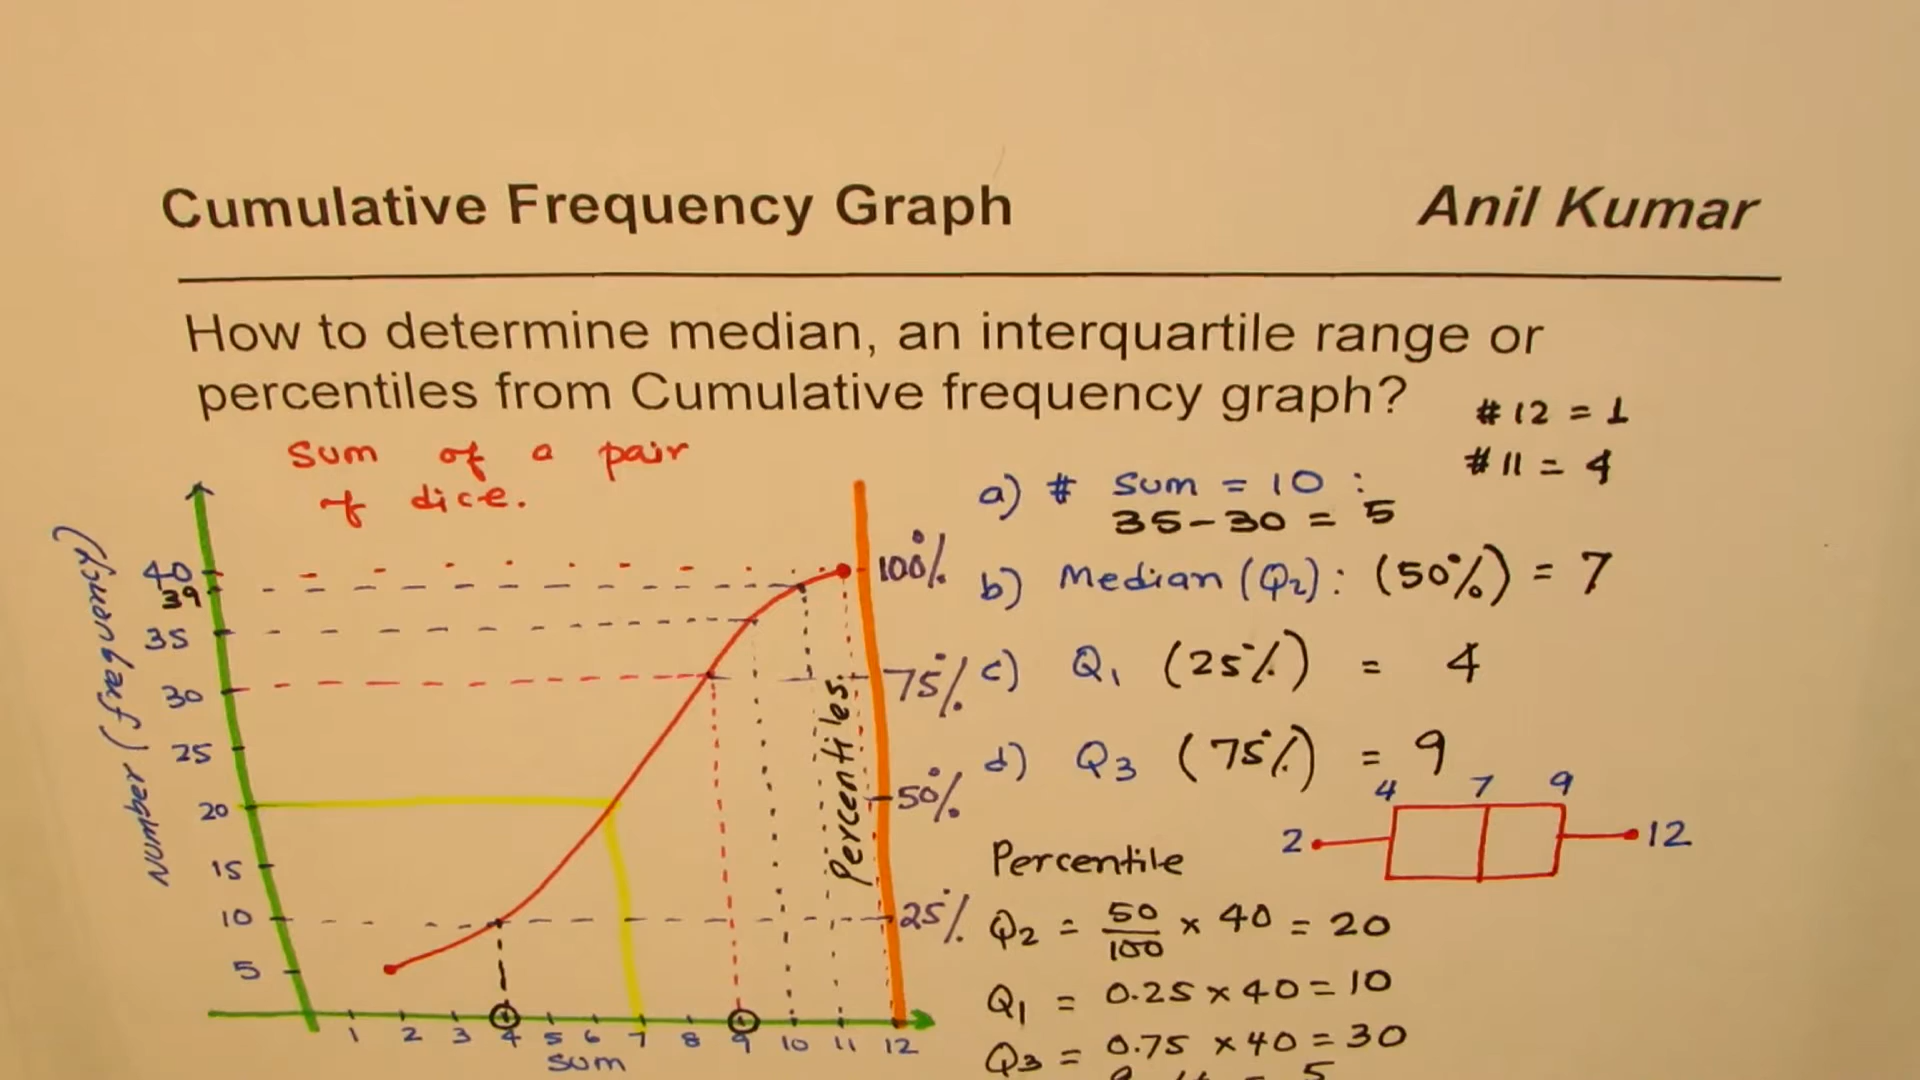 Cumulative Frequency Graph
Anil Kumar
How to determine median, an interquartile range or
percentiles from Cumulative frequency graph?
# 12 = 1
# 11 = 4
Sum of a pair
of dice.
Number (frequency)
40
39
35
30
25
20
15
10
5
1 2 3 4 5 6 7 8 9 10 11 12
Sum
Percentiles.
100%
75%
50%
25%
a) # Sum = 10 :
35 - 30 = 5
b) Median (Q2) : (50%) = 7
c) Q1 (25%) = 4
d) Q3 (75%) = 9
4 7 9
2 12
Percentile
Q2 = 50/100 × 40 = 20
Q1 = 0.25 × 40 = 10
Q3 = 0.75 × 40 = 30